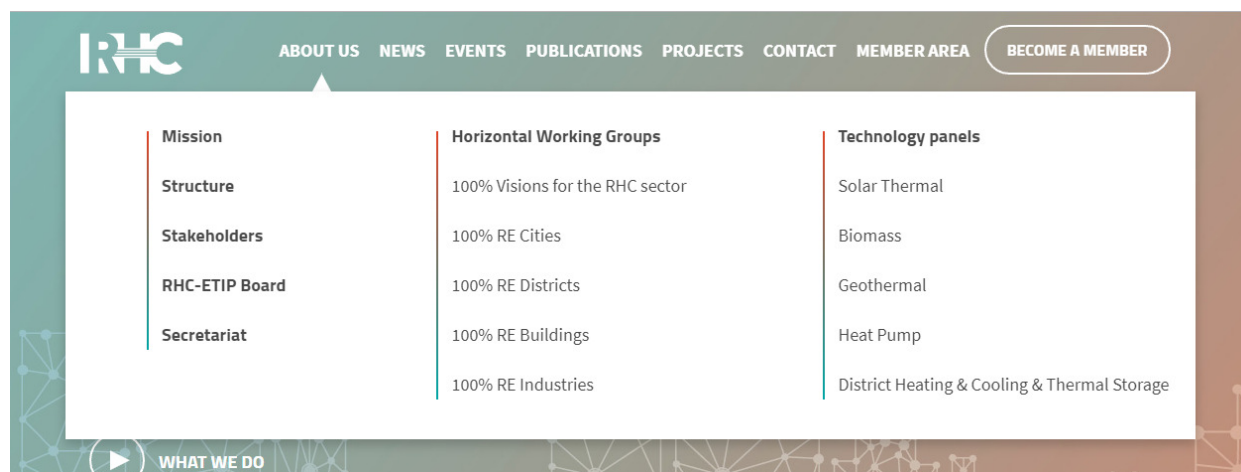 RHC
ABOUT US NEWS EVENTS PUBLICATIONS PROJECTS CONTACT MEMBER AREA BECOME A MEMBER
Mission
Structure
Stakeholders
RHC-ETIP Board
Secretariat
Horizontal Working Groups
100% Visions for the RHC sector
100% RE Cities
100% RE Districts
100% RE Buildings
100% RE Industries
Technology panels
Solar Thermal
Biomass
Geothermal
Heat Pump
District Heating & Cooling & Thermal Storage
WHAT WE DO